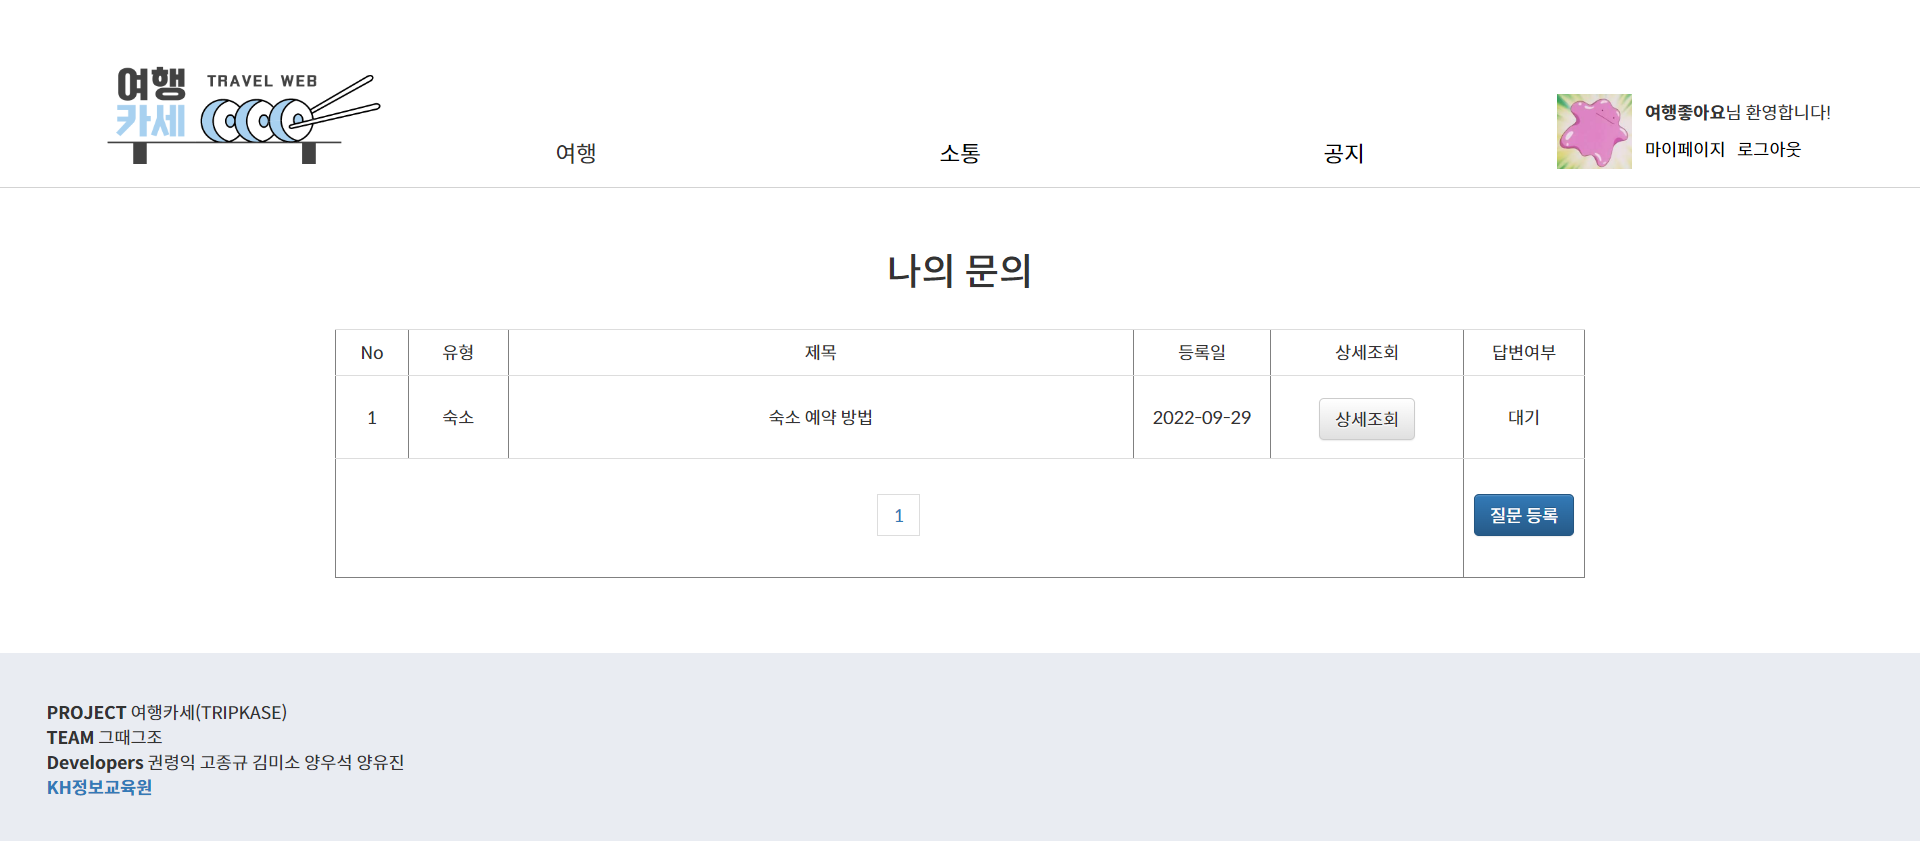 여행 TRAVEL WEB
카세
여행 소통 공지
여행좋아요님 환영합니다!
마이페이지 로그아웃
나의 문의
No 유형 제목 등록일 상세조회 답변여부
1 숙소 숙소 예약 방법 2022-09-29 상세조회 대기
1 질문 등록
PROJECT 여행카세(TRIPKASE)
TEAM 그때그조
Developers 권령익 고종규 김미소 양우석 양유진
KH정보교육원